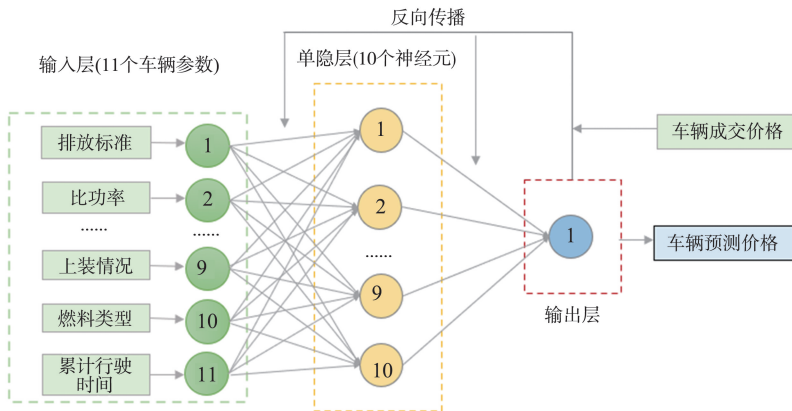 反向传播
输入层(11个车辆参数)
单隐层(10个神经元)
排放标准
1
比功率
2
......
......
上装情况
9
燃料类型
10
累计行驶
时间
11
1
2
......
9
10
1
输出层
车辆成交价格
车辆预测价格